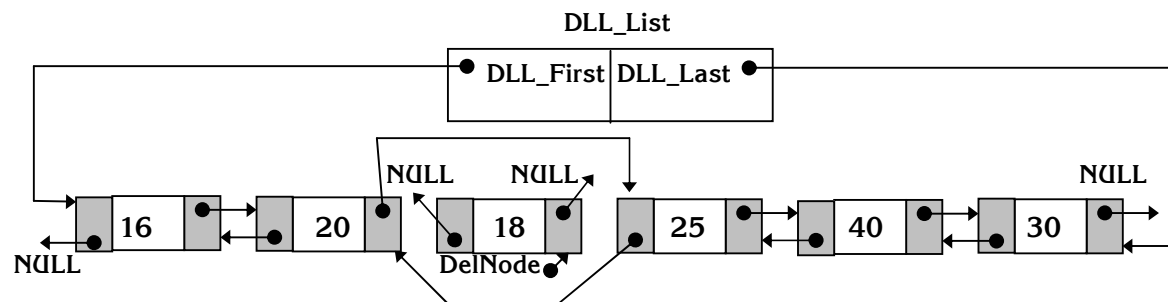 DLL_List
DLL_First DLL_Last
NULL NULL NULL
16 20 18 25 40 30
NULL DelNode